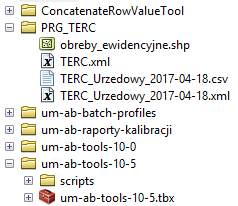 ConcatenateRowValueTool
PRG_TERC
obreby_ewidencyjne.shp
TERC.xml
TERC_Urzedowy_2017-04-18.csv
TERC_Urzedowy_2017-04-18.xml
um-ab-batch-profiles
um-ab-raporty-kalibracji
um-ab-tools-10-0
um-ab-tools-10-5
scripts
um-ab-tools-10-5.tbx